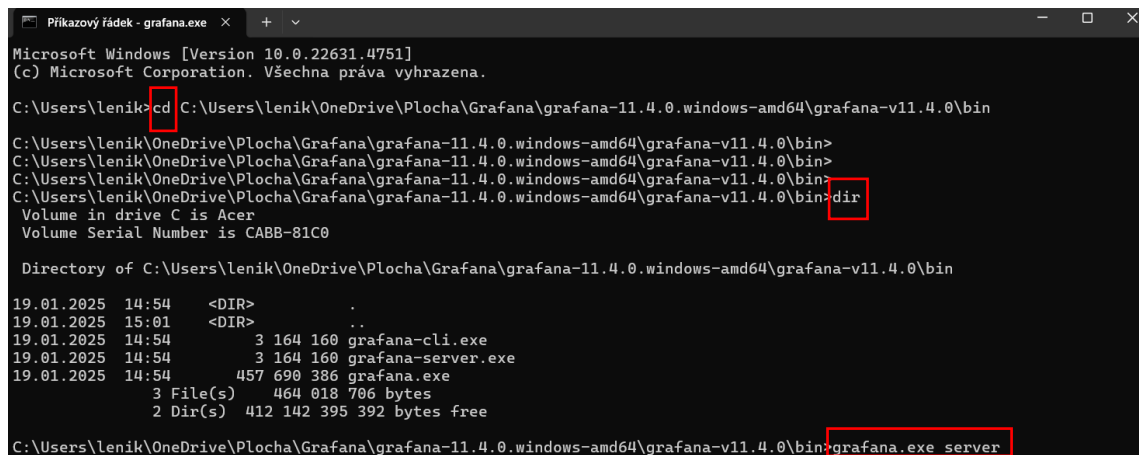 Příkazový řádek - grafana.exe
Microsoft Windows [Version 10.0.22631.4751]
(c) Microsoft Corporation. Všechna práva vyhrazena.
C:\Users\lenik>cd C:\Users\lenik\OneDrive\Plocha\Grafana\grafana-11.4.0.windows-amd64\grafana-v11.4.0\bin
C:\Users\lenik\OneDrive\Plocha\Grafana\grafana-11.4.0.windows-amd64\grafana-v11.4.0\bin>
C:\Users\lenik\OneDrive\Plocha\Grafana\grafana-11.4.0.windows-amd64\grafana-v11.4.0\bin>
C:\Users\lenik\OneDrive\Plocha\Grafana\grafana-11.4.0.windows-amd64\grafana-v11.4.0\bin>
C:\Users\lenik\OneDrive\Plocha\Grafana\grafana-11.4.0.windows-amd64\grafana-v11.4.0\bin>dir
Volume in drive C is Acer
Volume Serial Number is CABB-81C0
Directory of C:\Users\lenik\OneDrive\Plocha\Grafana\grafana-11.4.0.windows-amd64\grafana-v11.4.0\bin
19.01.2025  14:54    <DIR>          .
19.01.2025  15:01    <DIR>          ..
19.01.2025  14:54         3 164 160 grafana-cli.exe
19.01.2025  14:54         3 164 160 grafana-server.exe
19.01.2025  14:54       457 690 386 grafana.exe
3 File(s)    464 018 706 bytes
2 Dir(s)  412 142 395 392 bytes free
C:\Users\lenik\OneDrive\Plocha\Grafana\grafana-11.4.0.windows-amd64\grafana-v11.4.0\bin>grafana.exe server